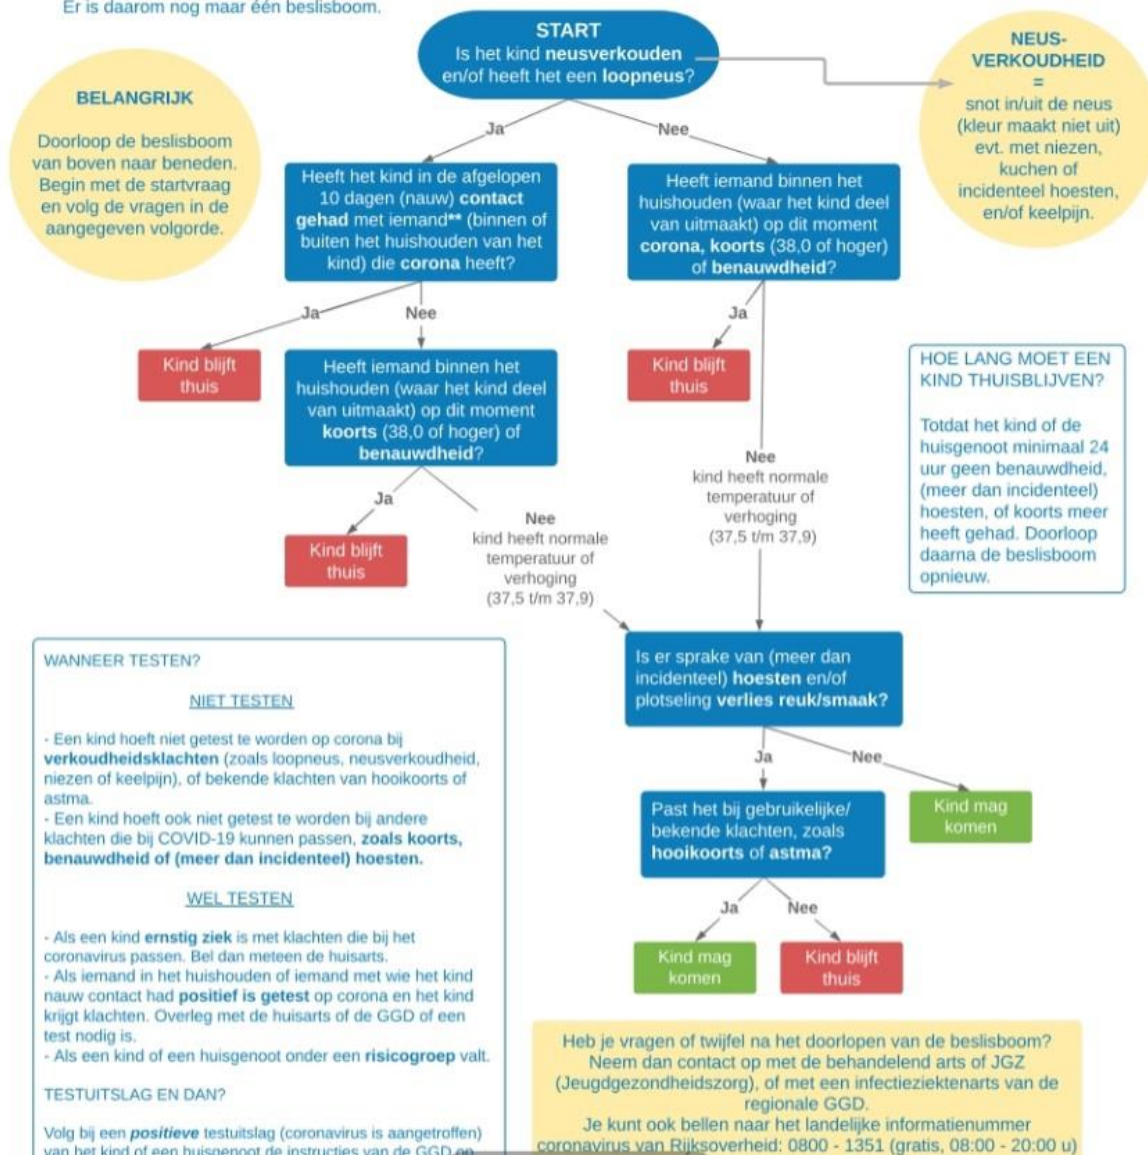 Er is daarom nog maar één beslisboom.
START
Is het kind neusverkouden
en/of heeft het een loopneus?
NEUS-
VERKOUDHEID
=
snot in/uit de neus
(kleur maakt niet uit)
evt. met niezen,
kuchen of
incidenteel hoesten,
en/of keelpijn.
BELANGRIJK
Doorloop de beslisboom
van boven naar beneden.
Begin met de startvraag
en volg de vragen in de
aangegeven volgorde.
Ja
Nee
Heeft het kind in de afgelopen
10 dagen (nauw) contact
gehad met iemand** (binnen of
buiten het huishouden van het
kind) die corona heeft?
Heeft iemand binnen het
huishouden (waar het kind deel
van uitmaakt) op dit moment
corona, koorts (38,0 of hoger)
of benauwdheid?
Ja
Nee
Ja
Kind blijft
thuis
Heeft iemand binnen het
huishouden (waar het kind deel
van uitmaakt) op dit moment
koorts (38,0 of hoger) of
benauwdheid?
Kind blijft
thuis
HOE LANG MOET EEN
KIND THUISBLIJVEN?
Totdat het kind of de
huisgenoot minimaal 24
uur geen benauwdheid,
(meer dan incidenteel)
hoesten, of koorts meer
heeft gehad. Doorloop
daarna de beslisboom
opnieuw.
Ja
Kind blijft
thuis
Nee
kind heeft normale
temperatuur of
verhoging
(37,5 t/m 37,9)
Nee
kind heeft normale
temperatuur of
verhoging
(37,5 t/m 37,9)
Is er sprake van (meer dan
incidenteel) hoesten en/of
plotseling verlies reuk/smaak?
Ja
Nee
Past het bij gebruikelijke/
bekende klachten, zoals
hooikoorts of astma?
Kind mag
komen
Ja
Nee
Kind mag
komen
Kind blijft
thuis
WANNEER TESTEN?
NIET TESTEN
- Een kind hoeft niet getest te worden op corona bij
verkoudheidsklachten (zoals loopneus, neusverkoudheid,
niezen of keelpijn), of bekende klachten van hooikoorts of
astma.
- Een kind hoeft ook niet getest te worden bij andere
klachten die bij COVID-19 kunnen passen, zoals koorts,
benauwdheid of (meer dan incidenteel) hoesten.
WEL TESTEN
- Als een kind ernstig ziek is met klachten die bij het
coronavirus passen. Bel dan meteen de huisarts.
- Als iemand in het huishouden of iemand met wie het kind
nauw contact had positief is getest op corona en het kind
krijgt klachten. Overleg met de huisarts of de GGD of een
test nodig is.
- Als een kind of een huisgenoot onder een risicogroep valt.
TESTUITSLAG EN DAN?
Volg bij een positieve testuitslag (coronavirus is aangetroffen)
van het kind of een huisgenoot de instructies van de GGD op
Heb je vragen of twijfel na het doorlopen van de beslisboom?
Neem dan contact op met de behandelend arts of JGZ
(Jeugdgezondheidszorg), of met een infectieziektenarts van de
regionale GGD.
Je kunt ook bellen naar het landelijke informatienummer
coronavirus van Rijksoverheid: 0800 - 1351 (gratis, 08:00 - 20:00 u)